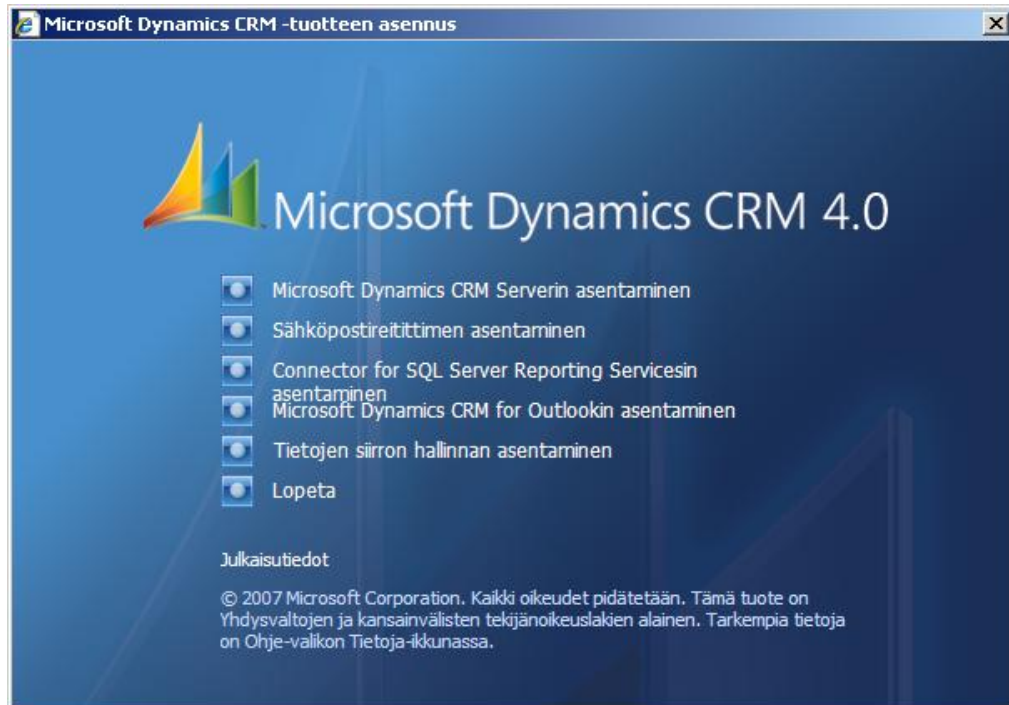 Microsoft Dynamics CRM -tuotteen asennus
Microsoft Dynamics CRM 4.0
Microsoft Dynamics CRM Serverin asentaminen
Sähköpostireitittimen asentaminen
Connector for SQL Server Reporting Servicesin
asentaminen
Microsoft Dynamics CRM for Outlookin asentaminen
Tietojen siirron hallinnan asentaminen
Lopeta
Julkaisutiedot
© 2007 Microsoft Corporation. Kaikki oikeudet pidätetään. Tämä tuote on
Yhdysvaltojen ja kansainvälisten tekijänoikeuslakien alainen. Tarkempia tietoja
on Ohje-valikon Tietoja-ikkunassa.